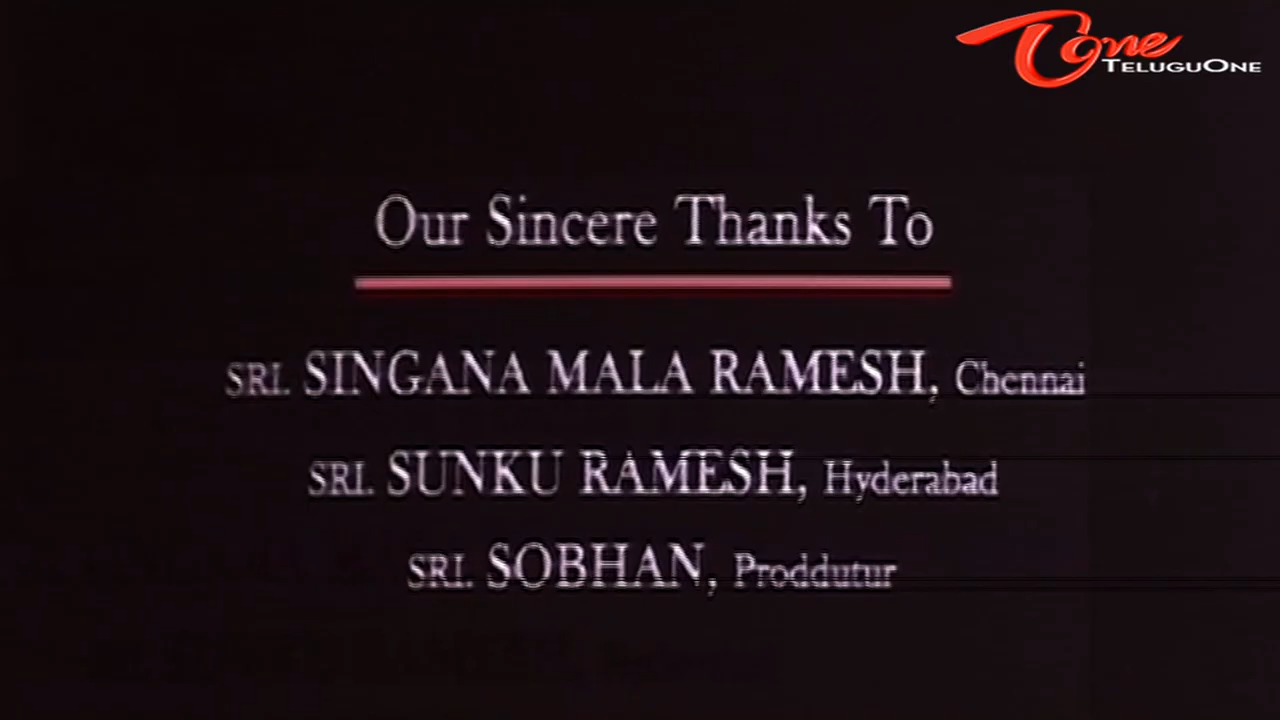 One
TELUGUONE
Our Sincere Thanks To
SRI. SINGANA MALA RAMESH, Chennai
SRI. SUNKU RAMESH, Hyderabad
SRI. SOBHAN, Proddutur